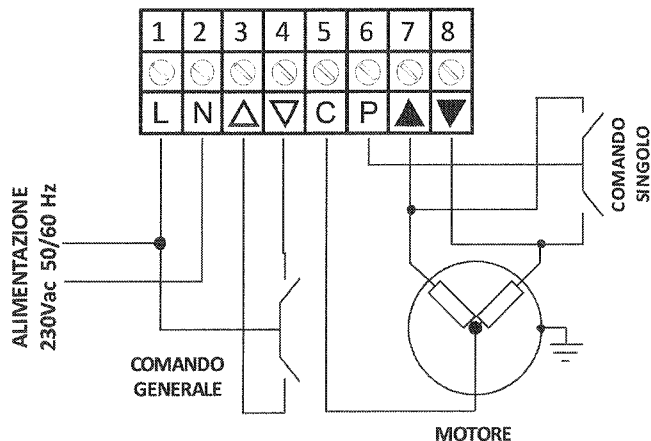 1 2 3 4 5 6 7 8
L N △ ▽ C P ▲ ▼
ALIMENTAZIONE
230Vac 50/60 Hz
COMANDO
GENERALE
COMANDO
SINGOLO
MOTORE